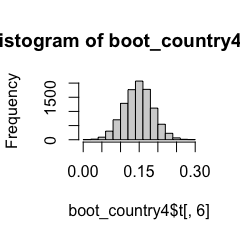 istogram of boot_country4
Frequency
1500
0
0.00 0.15 0.30
boot_country4$t[, 6]